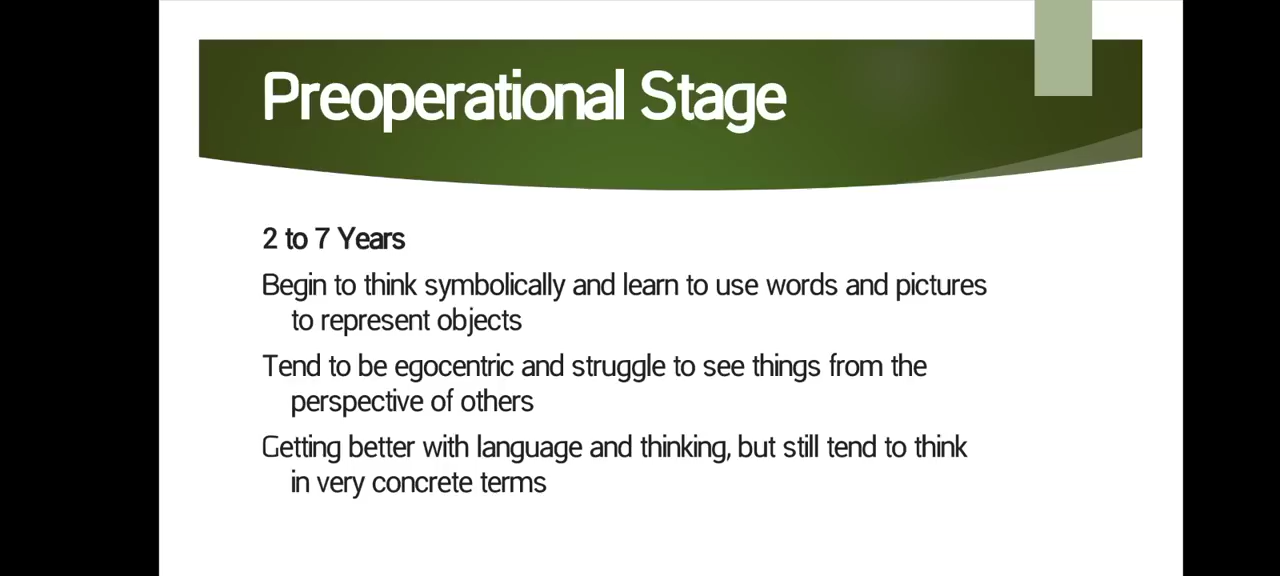 Preoperational Stage
2 to 7 Years
Begin to think symbolically and learn to use words and pictures
to represent objects
Tend to be egocentric and struggle to see things from the
perspective of others
Getting better with language and thinking, but still tend to think
in very concrete terms